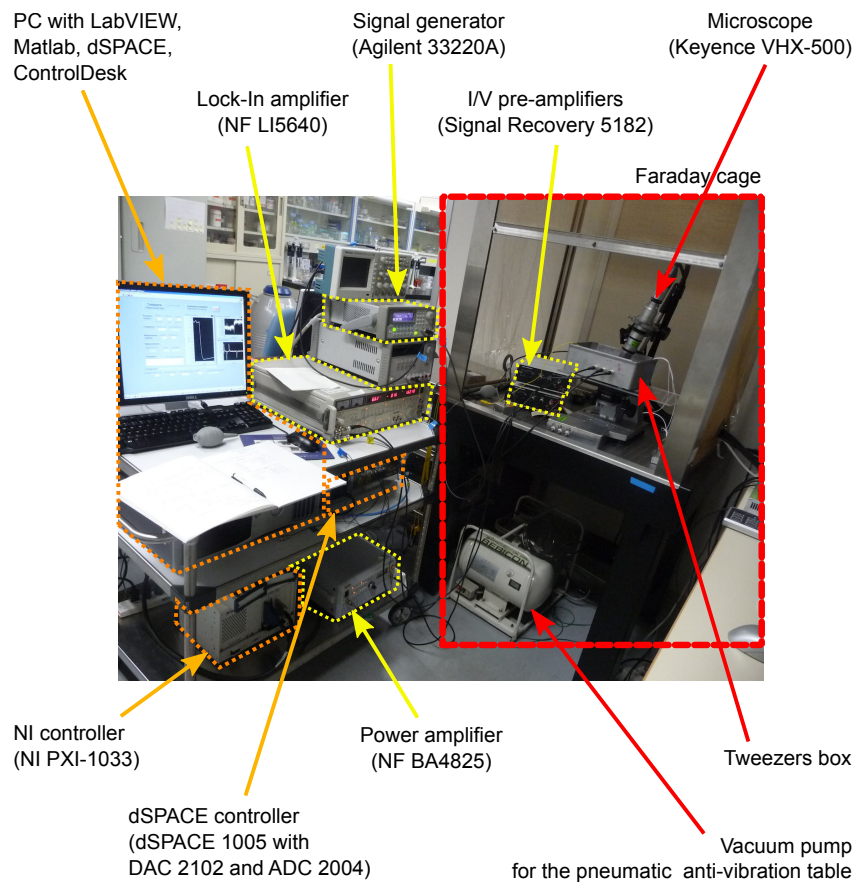 PC with LabVIEW,
Matlab, dSPACE,
ControlDesk
Signal generator
(Agilent 33220A)
Microscope
(Keyence VHX-500)
Lock-In amplifier
(NF LI5640)
I/V pre-amplifiers
(Signal Recovery 5182)
Faraday cage
DELL
AEBICON
NI controller
(NI PXI-1033)
Power amplifier
(NF BA4825)
Tweezers box
dSPACE controller
(dSPACE 1005 with
DAC 2102 and ADC 2004)
Vacuum pump
for the pneumatic anti-vibration table